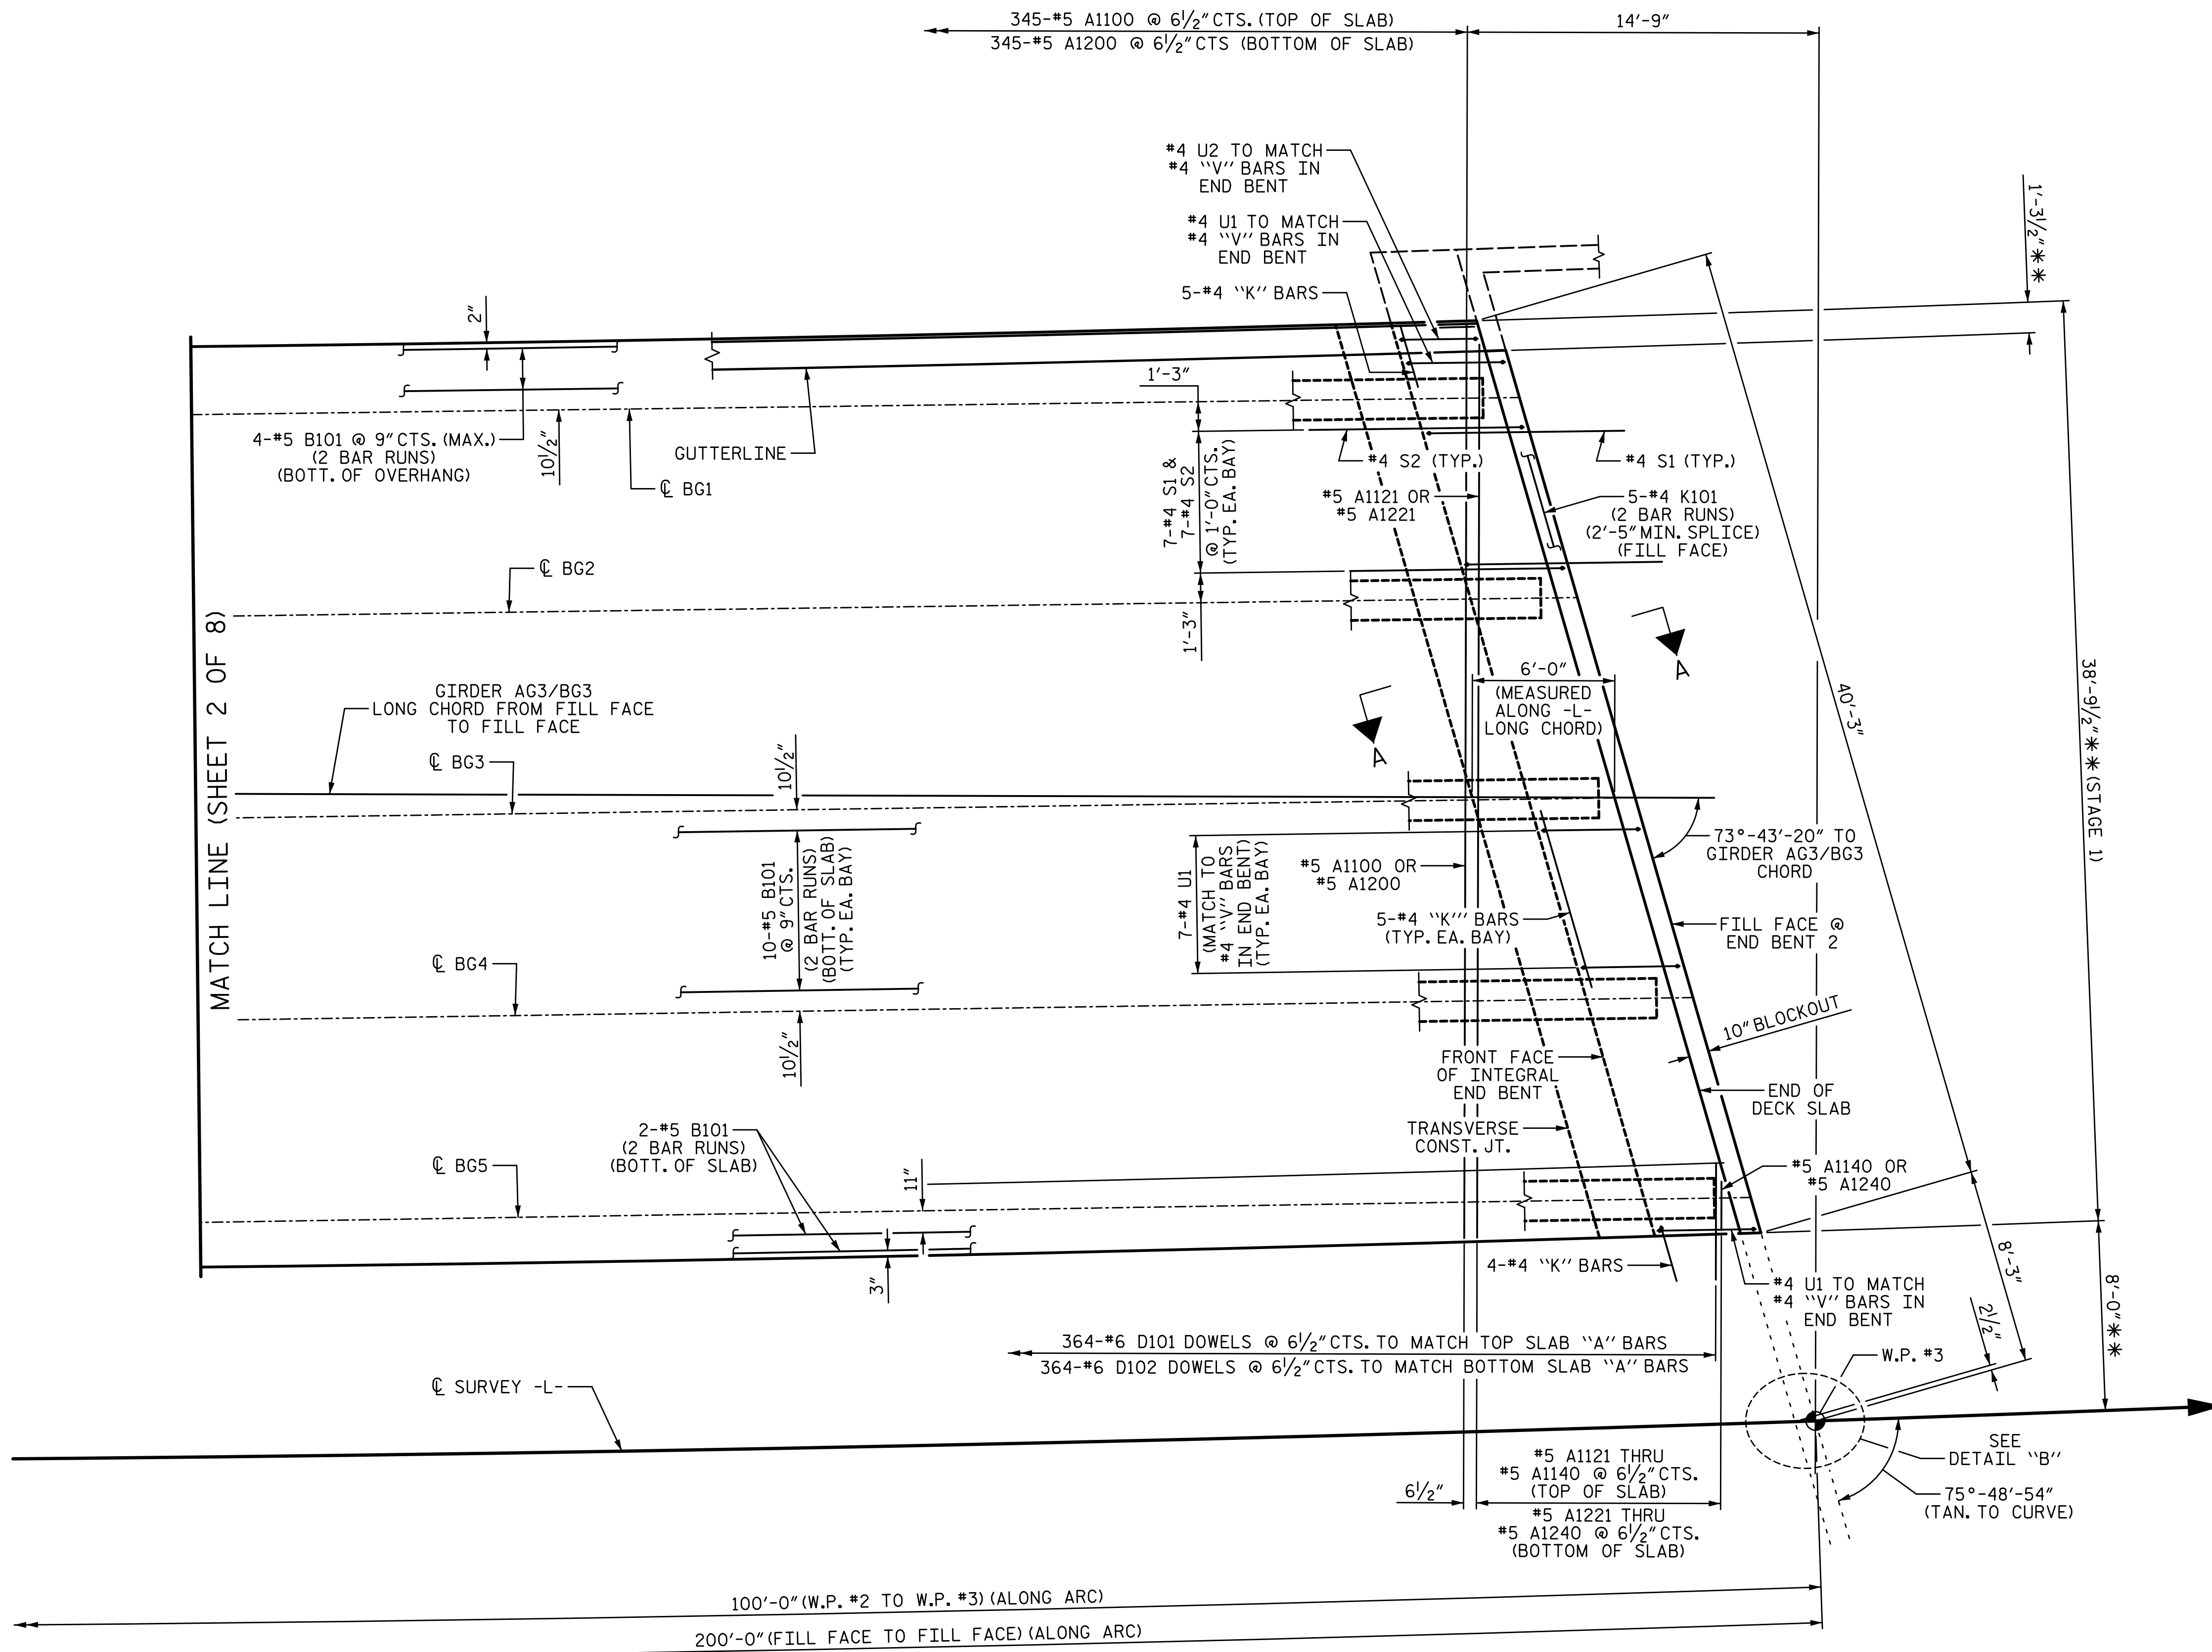 345-#5 A1100 @ 6½" CTS. (TOP OF SLAB)
345-#5 A1200 @ 6½" CTS (BOTTOM OF SLAB)
14'-9"
#4 U2 TO MATCH
#4 "V" BARS IN
END BENT
#4 U1 TO MATCH
#4 "V" BARS IN
END BENT
5-#4 "K" BARS
1'-3½" **
2"
4-#5 B101 @ 9" CTS. (MAX.)
(2 BAR RUNS)
(BOTT. OF OVERHANG)
10½"
GUTTERLINE
℄ BG1
1'-3"
7-#4 S1 &
7-#4 S2
@ 1'-0" CTS.
(TYP. EA. BAY)
1'-3"
#4 S2 (TYP.)
#4 S1 (TYP.)
#5 A1121 OR
#5 A1221
5-#4 K101
(2 BAR RUNS)
(2'-5" MIN. SPLICE)
(FILL FACE)
℄ BG2
MATCH LINE (SHEET 2 OF 8)
GIRDER AG3/BG3
LONG CHORD FROM FILL FACE
TO FILL FACE
℄ BG3
10½"
6'-0"
(MEASURED
ALONG -L-
LONG CHORD)
A
A
40'-3"
38'-9½" ** (STAGE 1)
10-#5 B101
@ 9" CTS.
(2 BAR RUNS)
(BOTT. OF SLAB)
(TYP. EA. BAY)
10½"
7-#4 U1
(MATCH TO
#4 "V" BARS
IN END BENT)
(TYP. EA. BAY)
#5 A1100 OR
#5 A1200
73°-43'-20" TO
GIRDER AG3/BG3
CHORD
5-#4 "K"' BARS
(TYP. EA. BAY)
FILL FACE @
END BENT 2
℄ BG4
10" BLOCKOUT
FRONT FACE
OF INTEGRAL
END BENT
END OF
DECK SLAB
TRANSVERSE
CONST. JT.
2-#5 B101
(2 BAR RUNS)
(BOTT. OF SLAB)
℄ BG5
11"
3"
#5 A1140 OR
#5 A1240
4-#4 "K" BARS
#4 U1 TO MATCH
#4 "V" BARS IN
END BENT
8'-3"
8'-0" **
2½"
364-#6 D101 DOWELS @ 6½" CTS. TO MATCH TOP SLAB "A" BARS
364-#6 D102 DOWELS @ 6½" CTS. TO MATCH BOTTOM SLAB "A" BARS
W.P. #3
℄ SURVEY -L-
SEE
DETAIL "B"
75°-48'-54"
(TAN. TO CURVE)
6½"
#5 A1121 THRU
#5 A1140 @ 6½" CTS.
(TOP OF SLAB)
#5 A1221 THRU
#5 A1240 @ 6½" CTS.
(BOTTOM OF SLAB)
100'-0" (W.P. #2 TO W.P. #3) (ALONG ARC)
200'-0" (FILL FACE TO FILL FACE) (ALONG ARC)